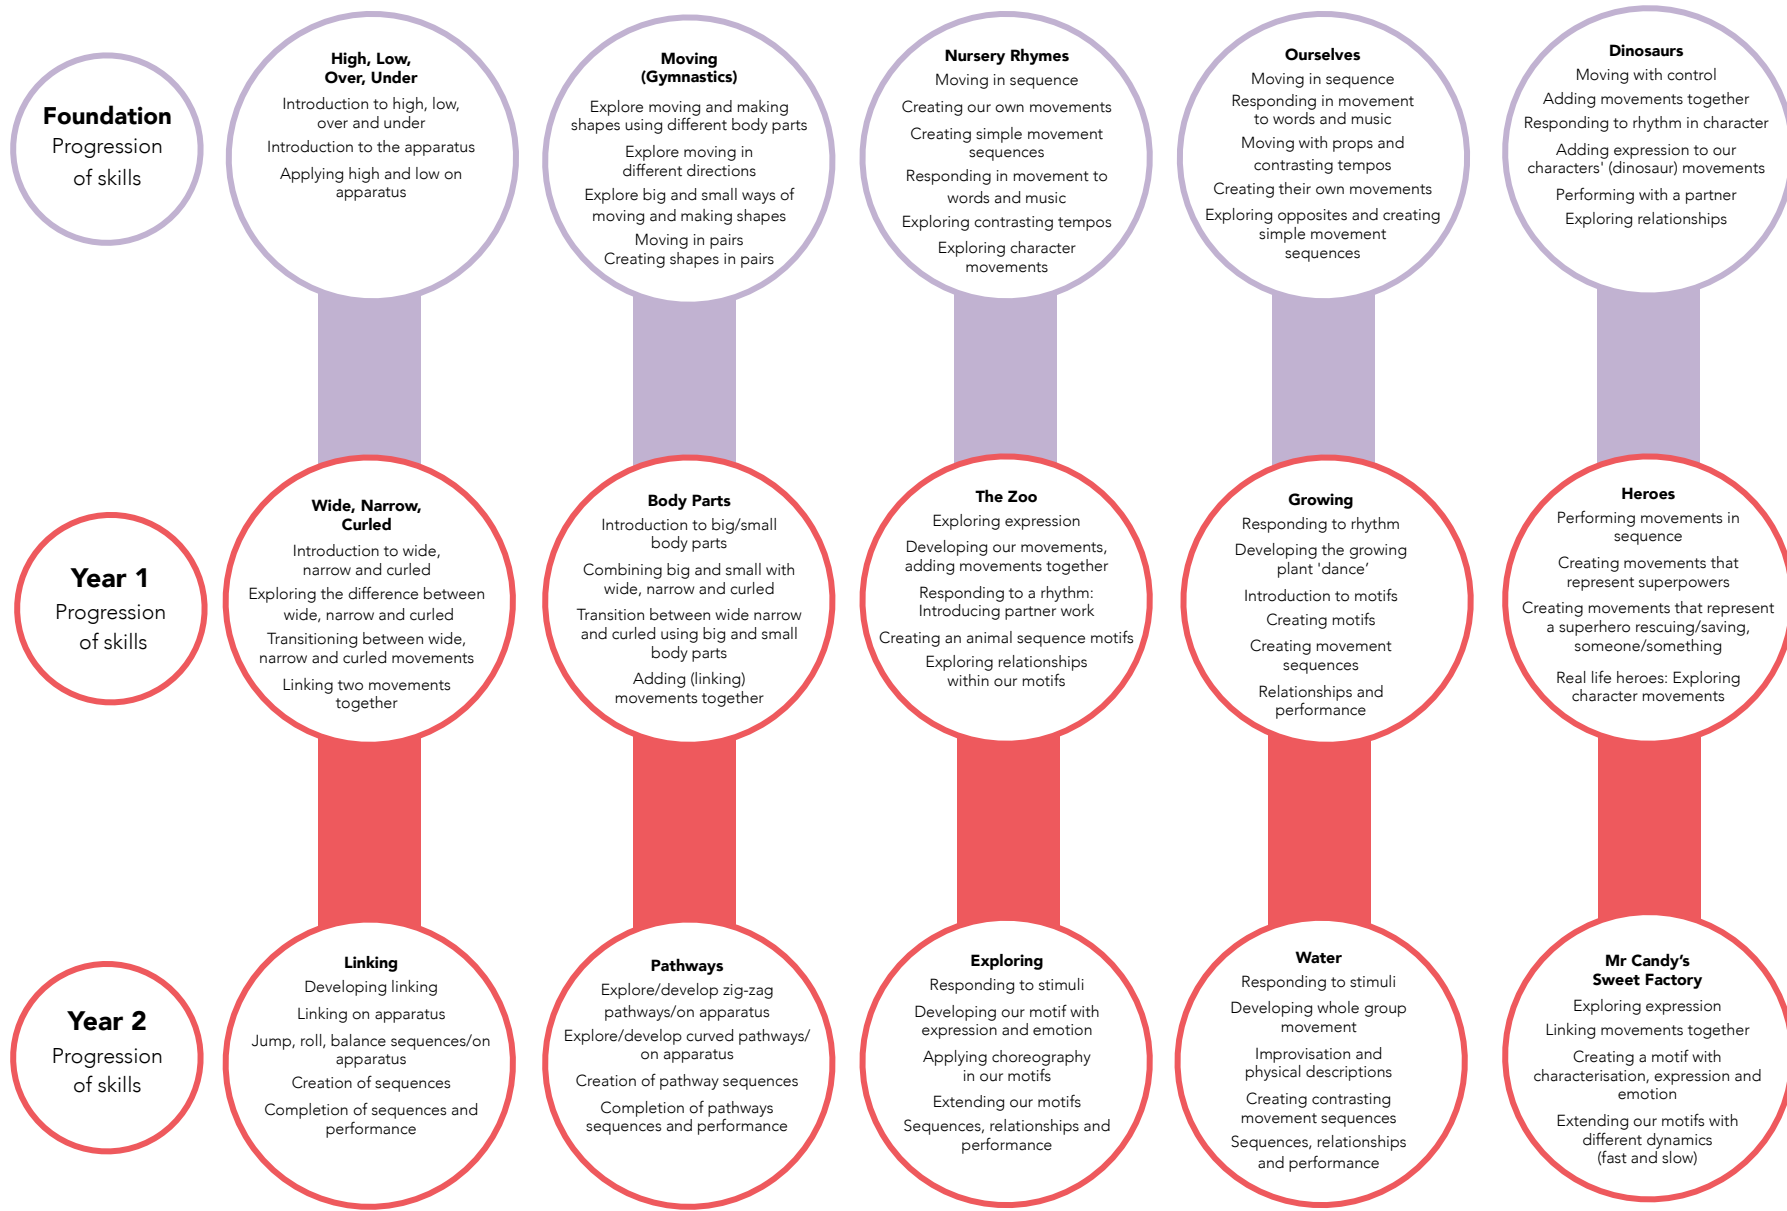 Foundation
Progression
of skills
High, Low,
Over, Under
Introduction to high, low,
over and under
Introduction to the apparatus
Applying high and low on
apparatus
Moving
(Gymnastics)
Explore moving and making
shapes using different body parts
Explore moving in
different directions
Explore big and small ways of
moving and making shapes
Moving in pairs
Creating shapes in pairs
Nursery Rhymes
Moving in sequence
Creating our own movements
Creating simple movement
sequences
Responding in movement to
words and music
Exploring contrasting tempos
Exploring character
movements
Ourselves
Moving in sequence
Responding in movement
to words and music
Moving with props and
contrasting tempos
Creating their own movements
Exploring opposites and creating
simple movement
sequences
Dinosaurs
Moving with control
Adding movements together
Responding to rhythm in character
Adding expression to our
characters' (dinosaur) movements
Performing with a partner
Exploring relationships
Year 1
Progression
of skills
Wide, Narrow,
Curled
Introduction to wide,
narrow and curled
Exploring the difference between
wide, narrow and curled
Transitioning between wide,
narrow and curled movements
Linking two movements
together
Body Parts
Introduction to big/small
body parts
Combining big and small with
wide, narrow and curled
Transition between wide narrow
and curled using big and small
body parts
Adding (linking)
movements together
The Zoo
Exploring expression
Developing our movements,
adding movements together
Responding to a rhythm:
Introducing partner work
Creating an animal sequence motifs
Exploring relationships
within our motifs
Growing
Responding to rhythm
Developing the growing
plant 'dance’
Introduction to motifs
Creating motifs
Creating movement
sequences
Relationships and
performance
Heroes
Performing movements in
sequence
Creating movements that
represent superpowers
Creating movements that represent
a superhero rescuing/saving,
someone/something
Real life heroes: Exploring
character movements
Year 2
Progression
of skills
Linking
Developing linking
Linking on apparatus
Jump, roll, balance sequences/on
apparatus
Creation of sequences
Completion of sequences and
performance
Pathways
Explore/develop zig-zag
pathways/on apparatus
Explore/develop curved pathways/
on apparatus
Creation of pathway sequences
Completion of pathways
sequences and performance
Exploring
Responding to stimuli
Developing our motif with
expression and emotion
Applying choreography
in our motifs
Extending our motifs
Sequences, relationships and
performance
Water
Responding to stimuli
Developing whole group
movement
Improvisation and
physical descriptions
Creating contrasting
movement sequences
Sequences, relationships
and performance
Mr Candy’s
Sweet Factory
Exploring expression
Linking movements together
Creating a motif with
characterisation, expression and
emotion
Extending our motifs with
different dynamics
(fast and slow)